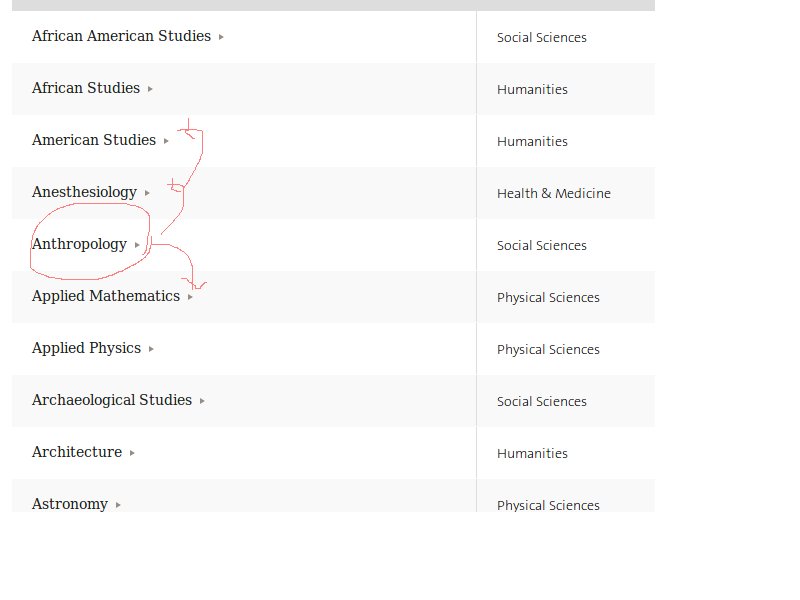 African American Studies Social Sciences
African Studies Humanities
American Studies Humanities
Anesthesiology Health & Medicine
Anthropology Social Sciences
Applied Mathematics Physical Sciences
Applied Physics Physical Sciences
Archaeological Studies Social Sciences
Architecture Humanities
Astronomy Physical Sciences